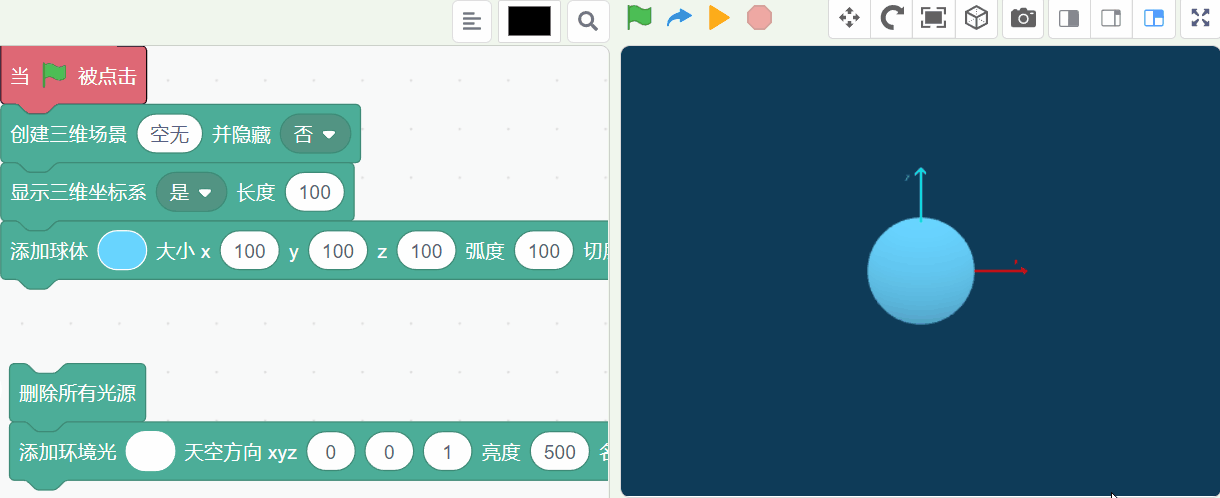 当 被点击
创建三维场景 空无 并隐藏 否
显示三维坐标系 是 长度 100
添加球体 大小 x 100 y 100 z 100 弧度 100
删除所有光源
添加环境光 天空方向 xyz 0 0 1 亮度 500